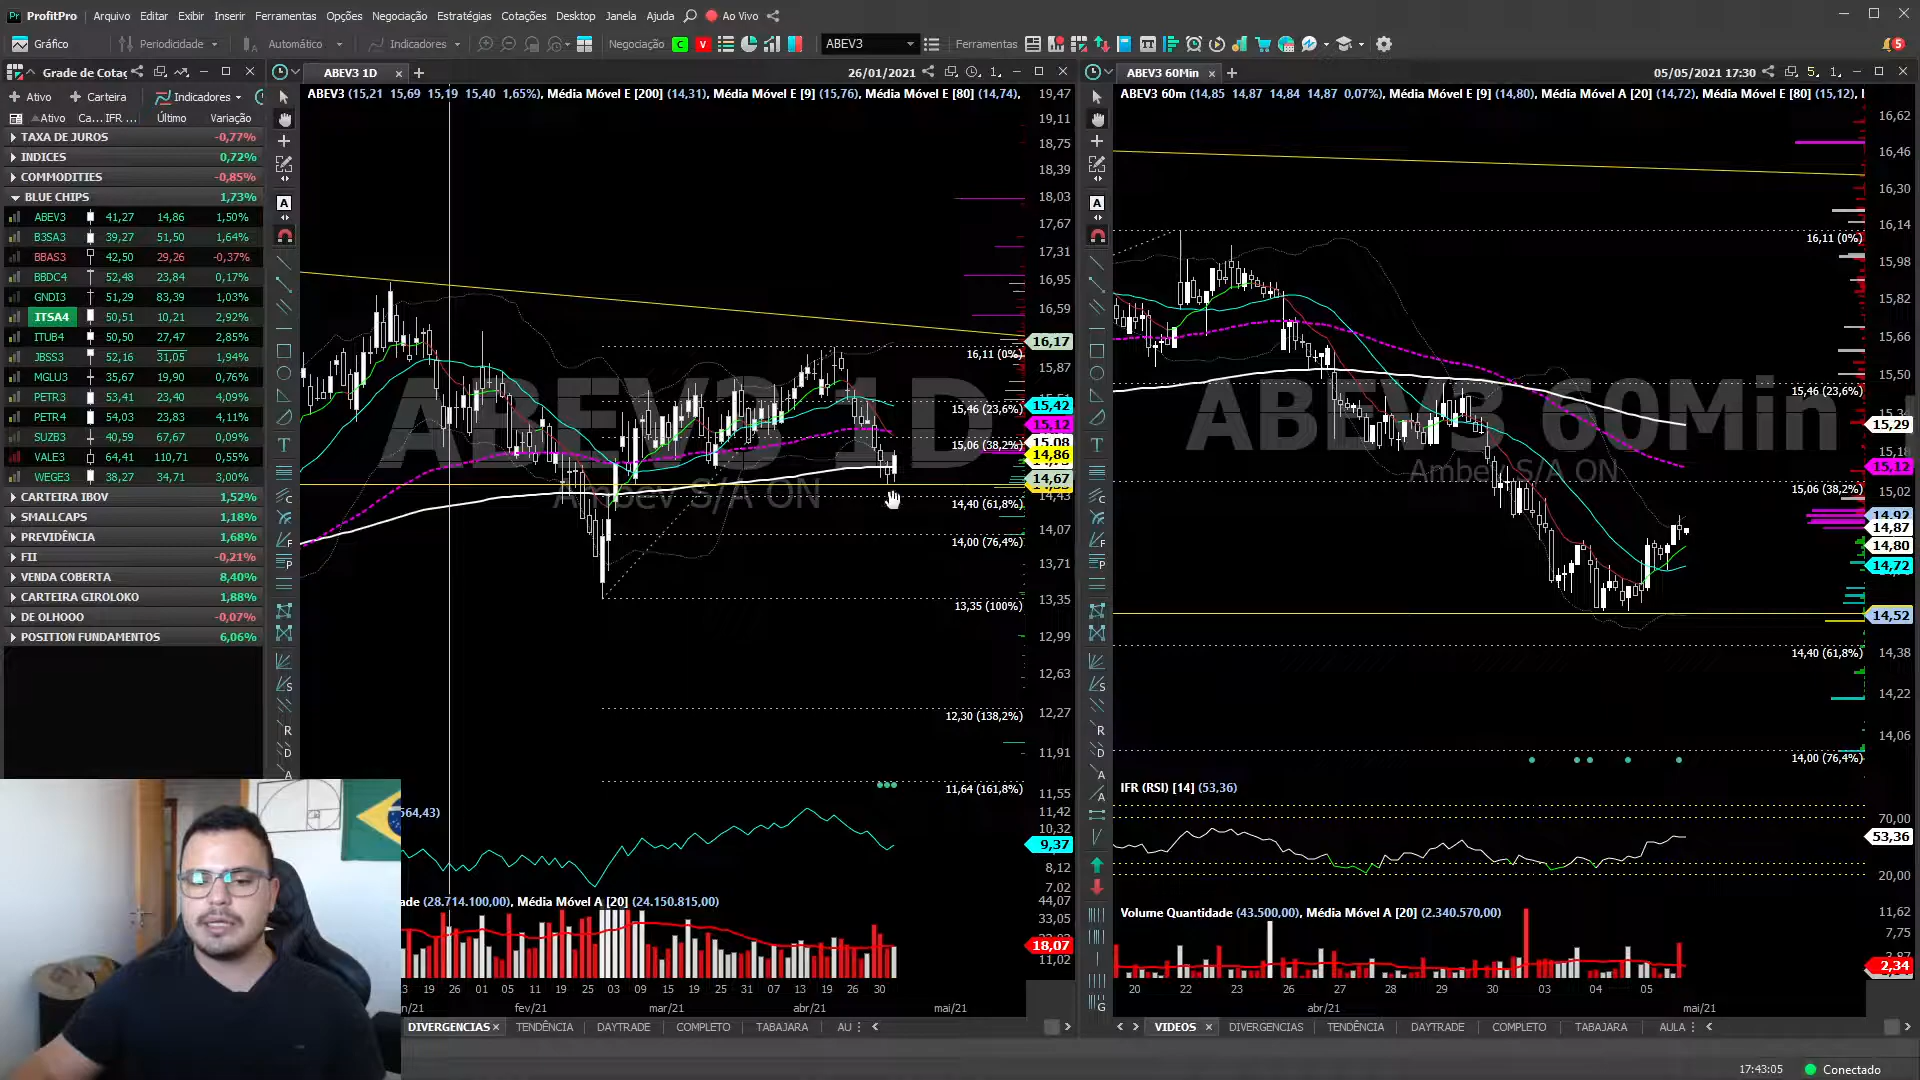 ProfitPro Arquivo Editar Exibir Inserir Ferramentas Opções Negociação Estratégias Cotações Desktop Janela Ajuda Ao Vivo
Gráfico Periodicidade Automático Indicadores Negociação C V ABEV3 Ferramentas 5
Grade de Cotaç
Ativo Carteira Indicadores
Ativo Ca... IFR ... Último Variação
TAXA DE JUROS -0,77%
INDICES 0,72%
COMMODITIES -0,85%
BLUE CHIPS 1,73%
ABEV3 41,27 14,86 1,50%
B3SA3 39,27 51,50 1,64%
BBAS3 42,50 29,26 -0,37%
BBDC4 52,48 23,84 0,17%
GNDI3 51,29 83,39 1,03%
ITSA4 50,51 10,21 2,92%
ITUB4 50,50 27,47 2,85%
JBSS3 52,16 31,05 1,94%
MGLU3 35,67 19,90 0,76%
PETR3 53,41 23,40 4,09%
PETR4 54,03 23,83 4,11%
SUZB3 40,59 67,67 0,09%
VALE3 64,41 110,71 0,55%
WEGE3 38,27 34,71 3,00%
CARTEIRA IBOV 1,52%
SMALLCAPS 1,18%
PREVIDÊNCIA 1,68%
FII -0,21%
VENDA COBERTA 8,40%
CARTEIRA GIROLOKO 1,88%
DE OLHOOO -0,07%
POSITION FUNDAMENTOS 6,06%
ABEV3 1D 26/01/2021
ABEV3 (15,21 15,69 15,19 15,40 1,65%), Média Móvel E [200] (14,31), Média Móvel E [9] (15,76), Média Móvel E [80] (14,74),
ABEV3 1D
Ambev S/A ON
16,11 (0%)
15,46 (23,6%)
15,06 (38,2%)
14,40 (61,8%)
14,00 (76,4%)
13,35 (100%)
12,30 (138,2%)
11,64 (161,8%)
19,47
19,11
18,75
18,39
18,03
17,67
17,31
16,95
16,59
16,17
15,87
15,42
15,12
15,08
14,86
14,67
14,43
14,07
13,71
13,35
12,99
12,63
12,27
11,91
11,55
11,42
10,32
9,37
8,12
7,02
564,43)
ade (28.714.100,00), Média Móvel A [20] (24.150.815,00)
44,07
33,05
18,07
11,02
3 19 26 01 05 11 19 25 03 09 15 19 25 31 07 13 19 26 30
n/21 fev/21 mar/21 abr/21 mai/21
DIVERGENCIAS TENDÊNCIA DAYTRADE COMPLETO TABAJARA AU
ABEV3 60Min 05/05/2021 17:30
ABEV3 60m (14,85 14,87 14,84 14,87 0,07%), Média Móvel E [9] (14,80), Média Móvel A [20] (14,72), Média Móvel E [80] (15,12), I
ABEV3 60Min
Ambev S/A ON
16,11 (0%)
15,46 (23,6%)
15,06 (38,2%)
14,40 (61,8%)
14,00 (76,4%)
16,62
16,46
16,30
16,14
15,98
15,82
15,66
15,50
15,29
15,18
15,12
15,02
14,92
14,87
14,80
14,72
14,52
14,38
14,22
14,06
IFR (RSI) [14] (53,36)
70,00
53,36
20,00
Volume Quantidade (43.500,00), Média Móvel A [20] (2.340.570,00)
11,62
7,75
2,34
20 22 23 26 27 28 29 30 03 04 05
abr/21 mai/21
VIDEOS DIVERGENCIAS TENDÊNCIA DAYTRADE COMPLETO TABAJARA AULA
17:43:05 Conectado